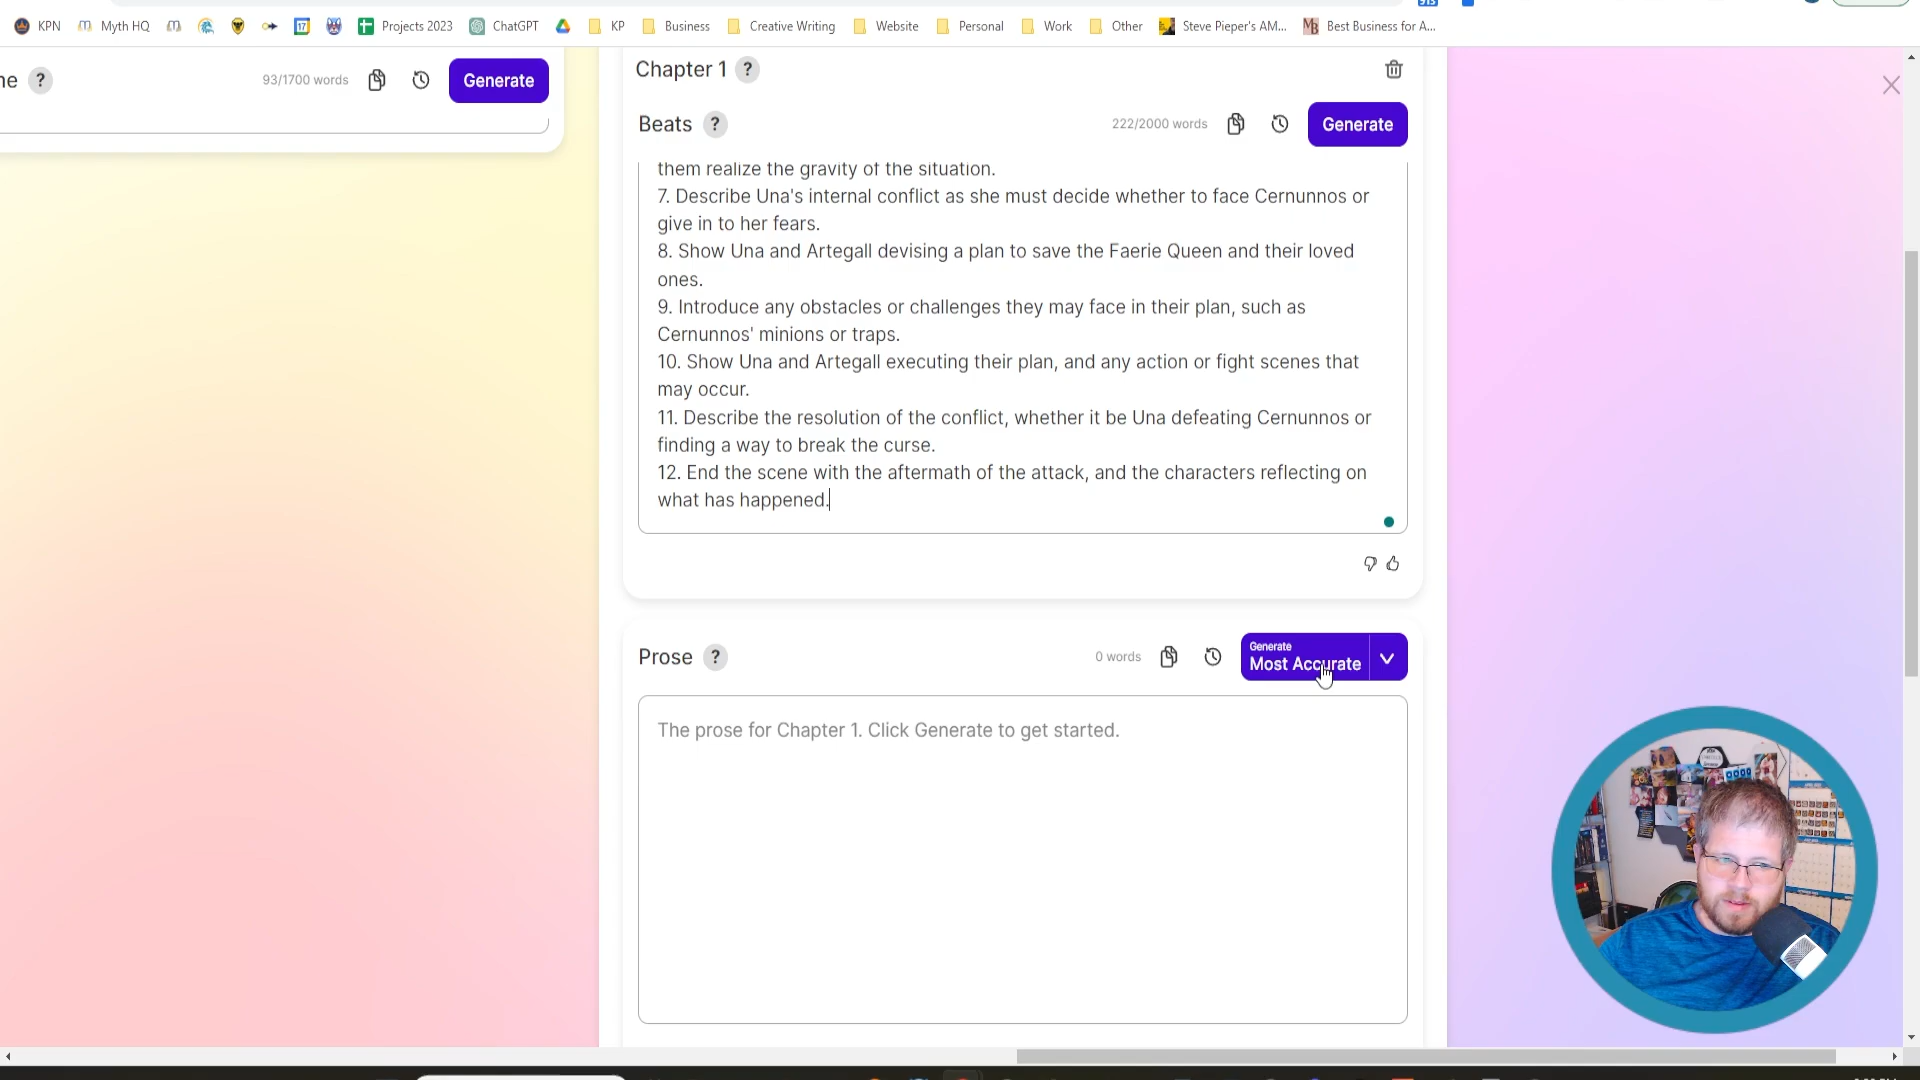 KPN Myth HQ 17 Projects 2023 ChatGPT KP Business Creative Writing Website Personal Work Other Steve Pieper's AM... Best Business for A...
ne ? 93/1700 words Generate
Chapter 1 ?
Beats ? 222/2000 words Generate
them realize the gravity of the situation.
7. Describe Una's internal conflict as she must decide whether to face Cernunnos or
give in to her fears.
8. Show Una and Artegall devising a plan to save the Faerie Queen and their loved
ones.
9. Introduce any obstacles or challenges they may face in their plan, such as
Cernunnos' minions or traps.
10. Show Una and Artegall executing their plan, and any action or fight scenes that
may occur.
11. Describe the resolution of the conflict, whether it be Una defeating Cernunnos or
finding a way to break the curse.
12. End the scene with the aftermath of the attack, and the characters reflecting on
what has happened.
Prose ? 0 words Generate
Most Accurate
The prose for Chapter 1. Click Generate to get started.